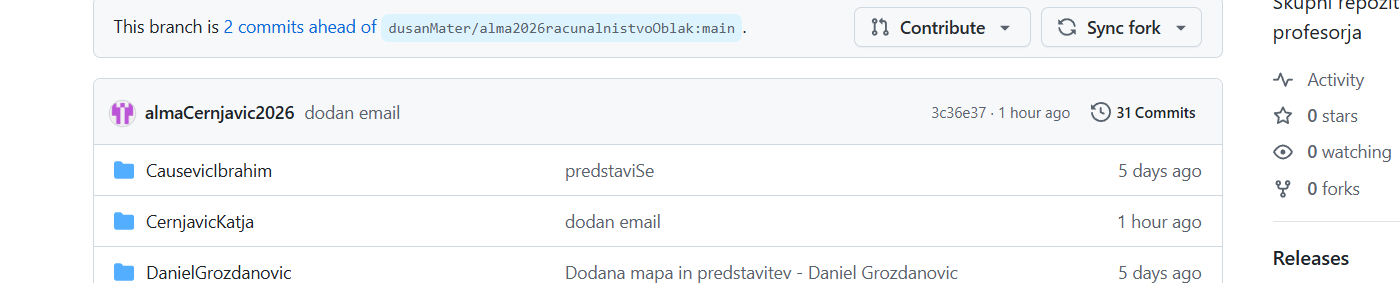 This branch is 2 commits ahead of dusanMater/alma2026racunalnistvoOblak:main.
Contribute
Sync fork
almaCernjavic2026 dodan email
3c36e37 · 1 hour ago
31 Commits
CausevicIbrahim predstaviSe 5 days ago
CernjavicKatja dodan email 1 hour ago
DanielGrozdanovic Dodana mapa in predstavitev - Daniel Grozdanovic 5 days ago
Skupni repozit
profesorja
Activity
0 stars
0 watching
0 forks
Releases